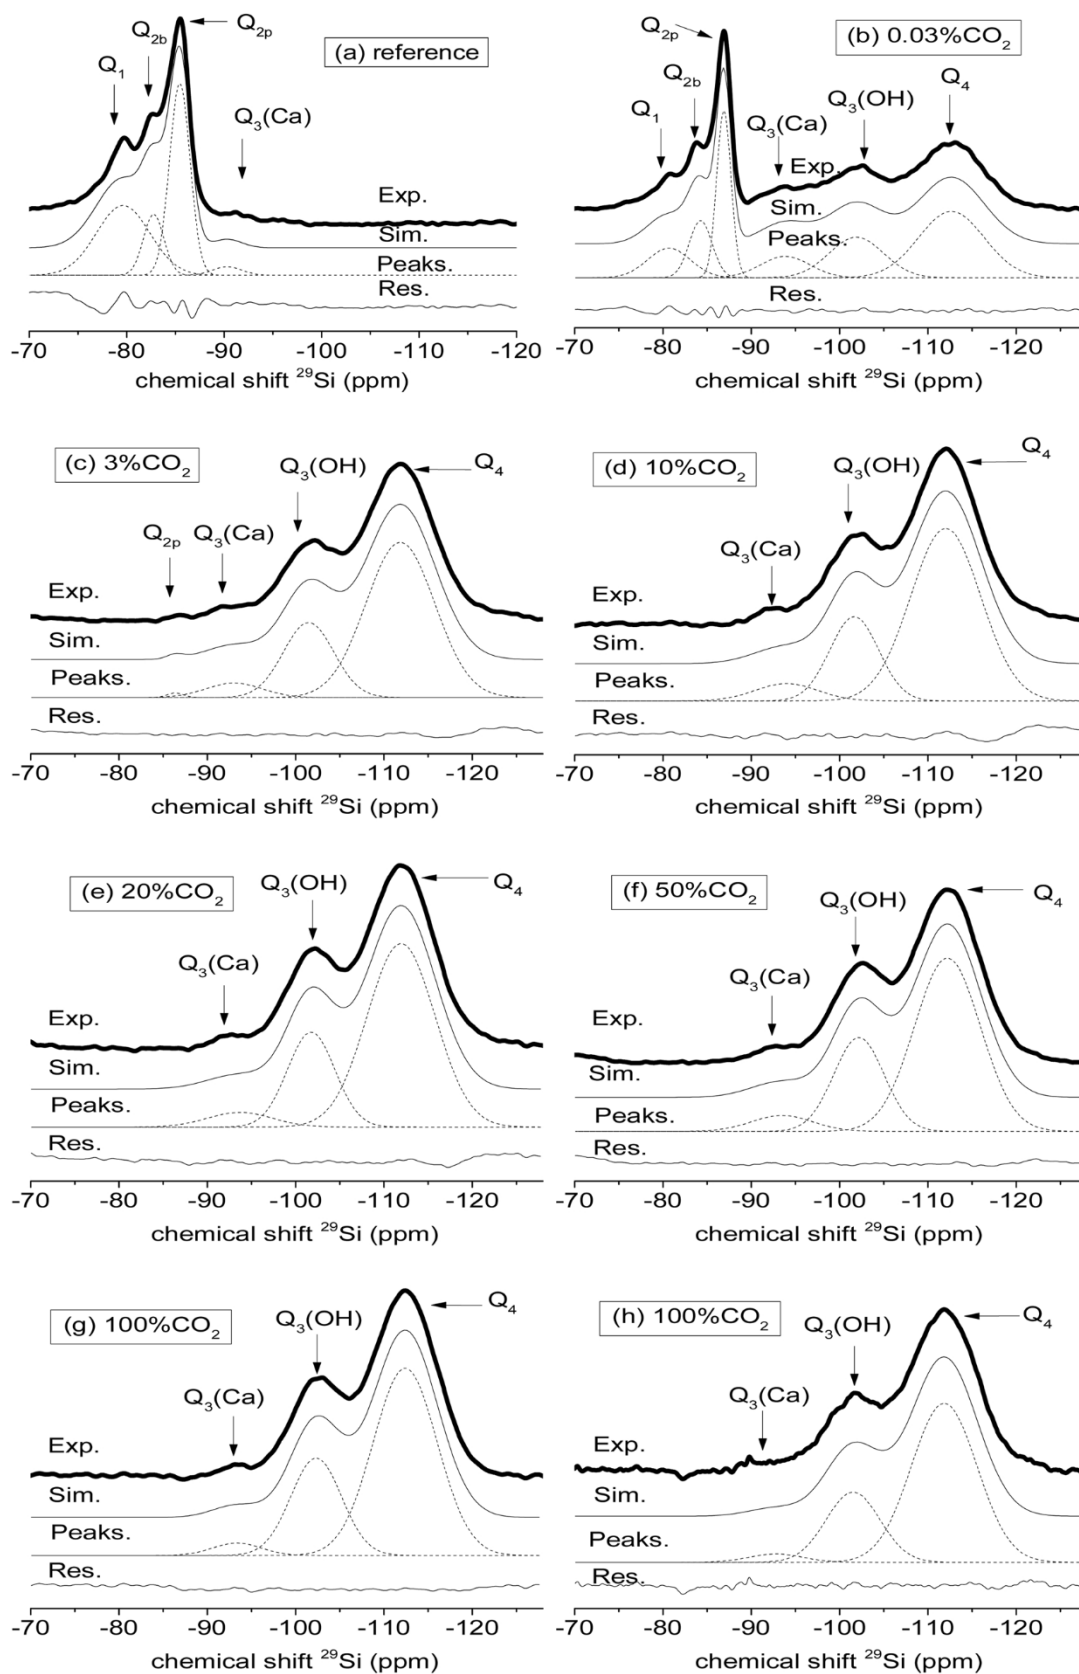 (a) reference
Q1
Q2b
Q2p
Q3(Ca)
Exp.
Sim.
Peaks.
Res.
-70 -80 -90 -100 -110 -120
chemical shift 29Si (ppm)
(b) 0.03%CO2
Q1
Q2b
Q2p
Q3(Ca)
Q3(OH)
Q4
Exp.
Sim.
Peaks.
Res.
-70 -80 -90 -100 -110 -120
chemical shift 29Si (ppm)
(c) 3%CO2
Q2p
Q3(Ca)
Q3(OH)
Q4
Exp.
Sim.
Peaks.
Res.
-70 -80 -90 -100 -110 -120
chemical shift 29Si (ppm)
(d) 10%CO2
Q3(Ca)
Q3(OH)
Q4
Exp.
Sim.
Peaks.
Res.
-70 -80 -90 -100 -110 -120
chemical shift 29Si (ppm)
(e) 20%CO2
Q3(Ca)
Q3(OH)
Q4
Exp.
Sim.
Peaks.
Res.
-70 -80 -90 -100 -110 -120
chemical shift 29Si (ppm)
(f) 50%CO2
Q3(Ca)
Q3(OH)
Q4
Exp.
Sim.
Peaks.
Res.
-70 -80 -90 -100 -110 -120
chemical shift 29Si (ppm)
(g) 100%CO2
Q3(Ca)
Q3(OH)
Q4
Exp.
Sim.
Peaks.
Res.
-70 -80 -90 -100 -110 -120
chemical shift 29Si (ppm)
(h) 100%CO2
Q3(Ca)
Q3(OH)
Q4
Exp.
Sim.
Peaks.
Res.
-70 -80 -90 -100 -110 -120
chemical shift 29Si (ppm)